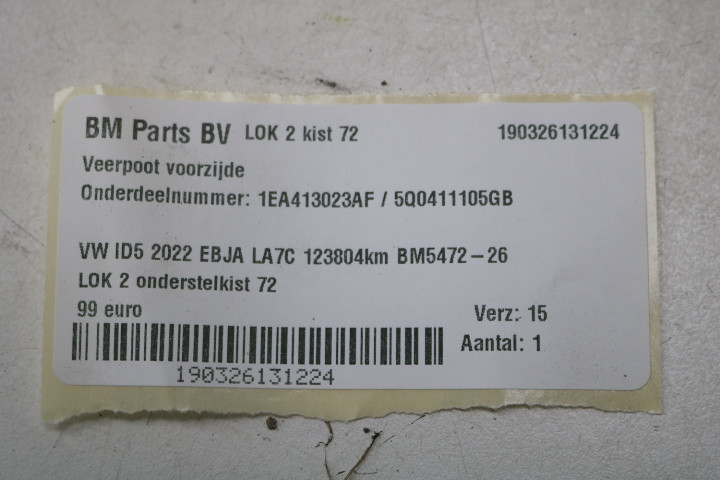 BM Parts BV LOK 2 kist 72 190326131224
Veerpoot voorzijde
Onderdeelnummer: 1EA413023AF / 5Q0411105GB
VW ID5 2022 EBJA LA7C 123804km BM5472-26
LOK 2 onderstelkist 72
99 euro Verz: 15
Aantal: 1
190326131224